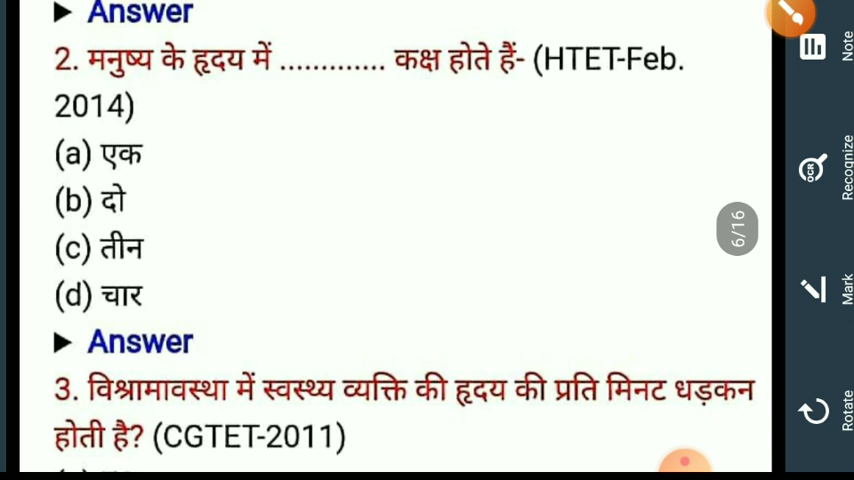 ► Answer
2. मनुष्य के हृदय में ............. कक्ष होते हैं- (HTET-Feb.
2014)
(a) एक
(b) दो
(c) तीन
(d) चार
► Answer
3. विश्रामावस्था में स्वस्थ्य व्यक्ति की हृदय की प्रति मिनट धड़कन
होती है? (CGTET-2011)
6/16
Note
OCR
Recognize
Mark
Rotate